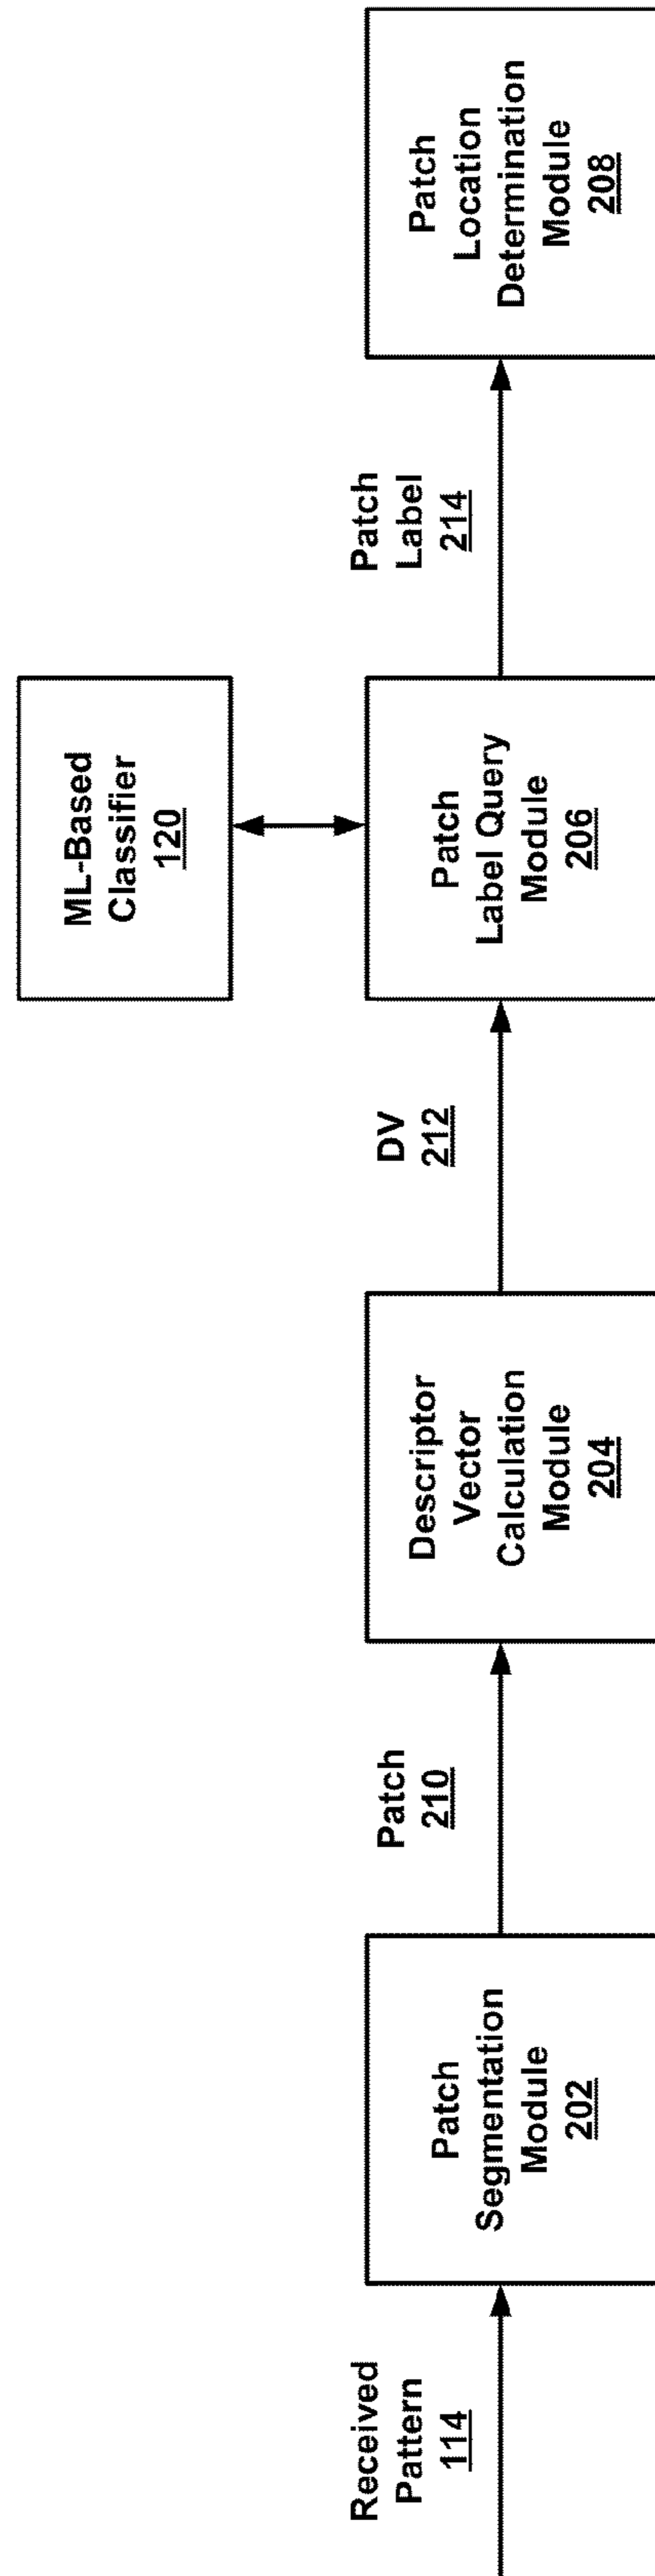 Received
Pattern
114
Patch
Segmentation
Module
202
Patch
210
Descriptor
Vector
Calculation
Module
204
DV
212
ML-Based
Classifier
120
Patch
Label Query
Module
206
Patch
Label
214
Patch
Location
Determination
Module
208